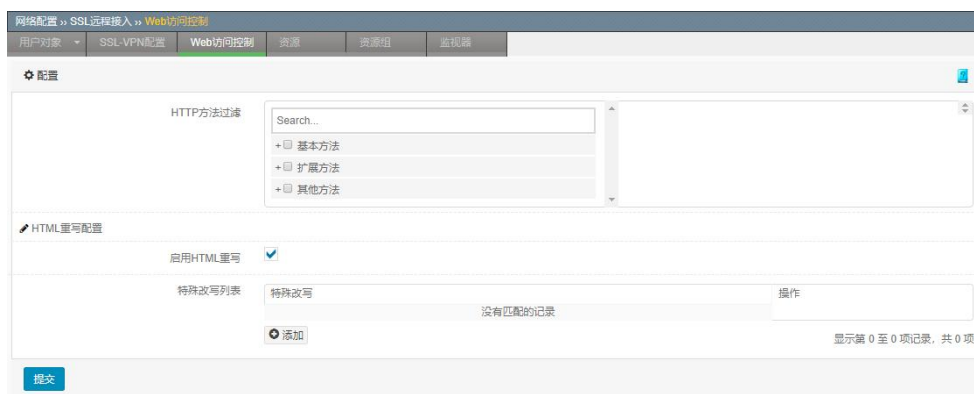 网络配置 ›› SSL远程接入 ›› Web访问控制
用户对象 SSL-VPN配置 Web访问控制 资源 资源组 监视器
配置
HTTP方法过滤
Search...
+ 基本方法
+ 扩展方法
+ 其他方法
HTML重写配置
启用HTML重写
特殊改写列表 特殊改写 操作
没有匹配的记录
添加 显示第 0 至 0 项记录，共 0 项
提交